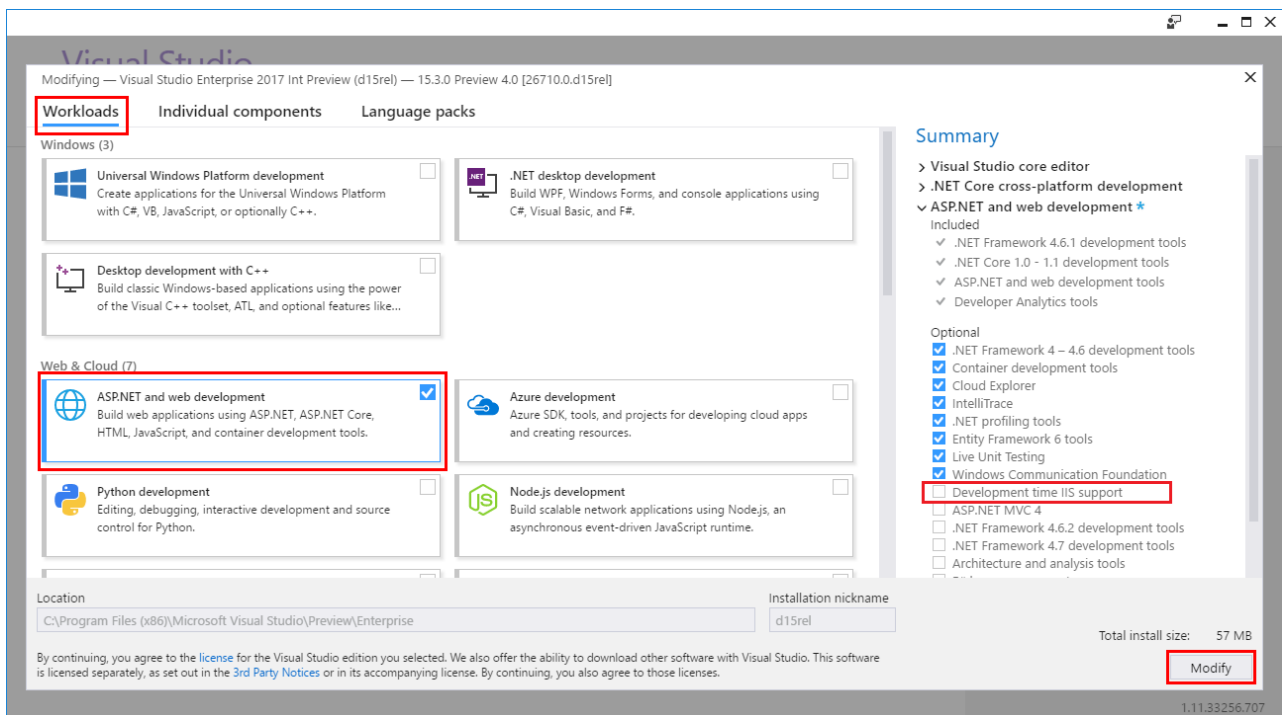 Visual Studio
Modifying — Visual Studio Enterprise 2017 Int Preview (d15rel) — 15.3.0 Preview 4.0 [26710.0.d15rel]
Workloads
Individual components
Language packs
Windows (3)
Universal Windows Platform development
Create applications for the Universal Windows Platform
with C#, VB, JavaScript, or optionally C++.
.NET
.NET desktop development
Build WPF, Windows Forms, and console applications using
C#, Visual Basic, and F#.
Desktop development with C++
Build classic Windows-based applications using the power
of the Visual C++ toolset, ATL, and optional features like...
Web & Cloud (7)
ASP.NET and web development
Build web applications using ASP.NET, ASP.NET Core,
HTML, JavaScript, and container development tools.
Azure development
Azure SDK, tools, and projects for developing cloud apps
and creating resources.
Python development
Editing, debugging, interactive development and source
control for Python.
JS
Node.js development
Build scalable network applications using Node.js, an
asynchronous event-driven JavaScript runtime.
Summary
Visual Studio core editor
.NET Core cross-platform development
ASP.NET and web development *
Included
.NET Framework 4.6.1 development tools
.NET Core 1.0 - 1.1 development tools
ASP.NET and web development tools
Developer Analytics tools
Optional
.NET Framework 4 – 4.6 development tools
Container development tools
Cloud Explorer
IntelliTrace
.NET profiling tools
Entity Framework 6 tools
Live Unit Testing
Windows Communication Foundation
Development time IIS support
ASP.NET MVC 4
.NET Framework 4.6.2 development tools
.NET Framework 4.7 development tools
Architecture and analysis tools
Location
C:\Program Files (x86)\Microsoft Visual Studio\Preview\Enterprise
Installation nickname
d15rel
Total install size: 57 MB
By continuing, you agree to the license for the Visual Studio edition you selected. We also offer the ability to download other software with Visual Studio. This software
is licensed separately, as set out in the 3rd Party Notices or in its accompanying license. By continuing, you also agree to those licenses.
Modify
1.11.33256.707